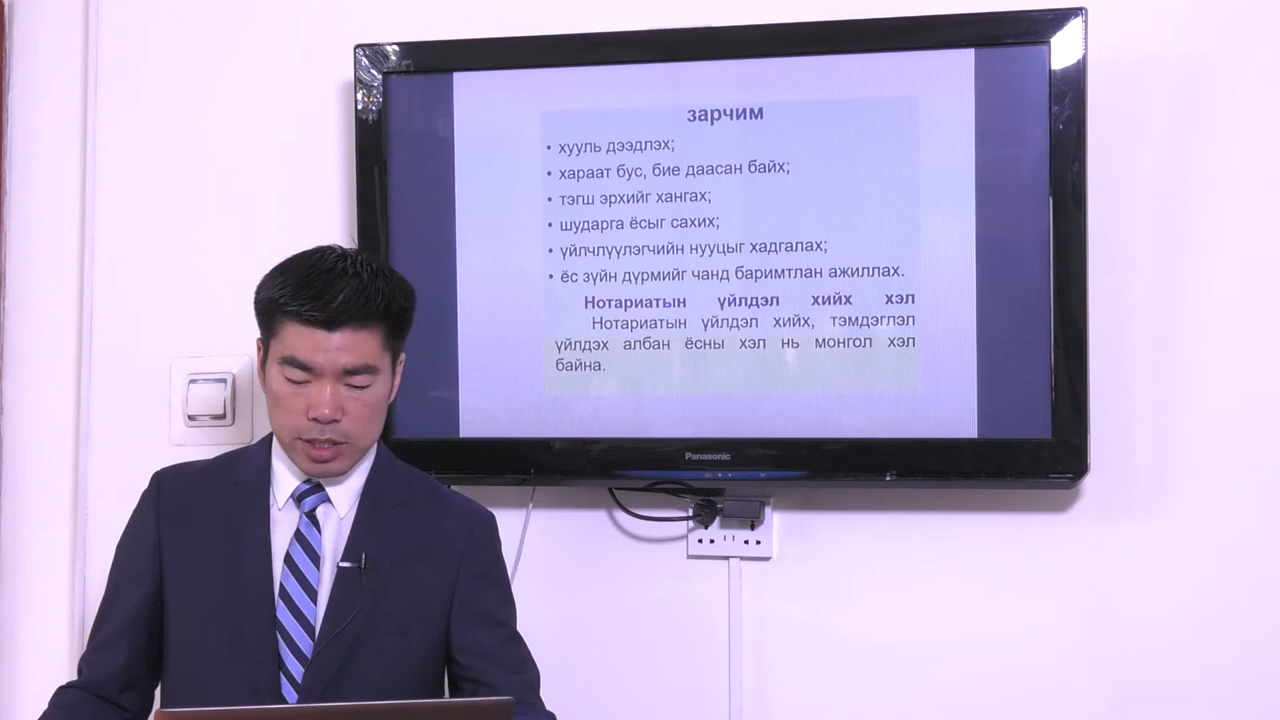 зарчим
• хууль дээдлэх;
• хараат бус, бие даасан байх;
• тэгш эрхийг хангах;
• шударга ёсыг сахих;
• үйлчлүүлэгчийн нууцыг хадгалах;
• ёс зүйн дүрмийг чанд баримтлан ажиллах.
Нотариатын үйлдэл хийх хэл
Нотариатын үйлдэл хийх, тэмдэглэл
үйлдэх албан ёсны хэл нь монгол хэл
байна.
Panasonic